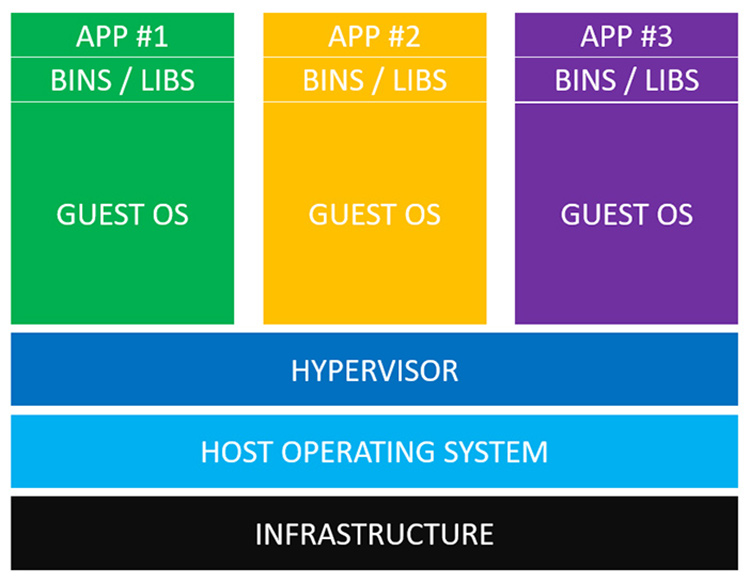 APP #1
BINS / LIBS
GUEST OS
APP #2
BINS / LIBS
GUEST OS
APP #3
BINS / LIBS
GUEST OS
HYPERVISOR
HOST OPERATING SYSTEM
INFRASTRUCTURE